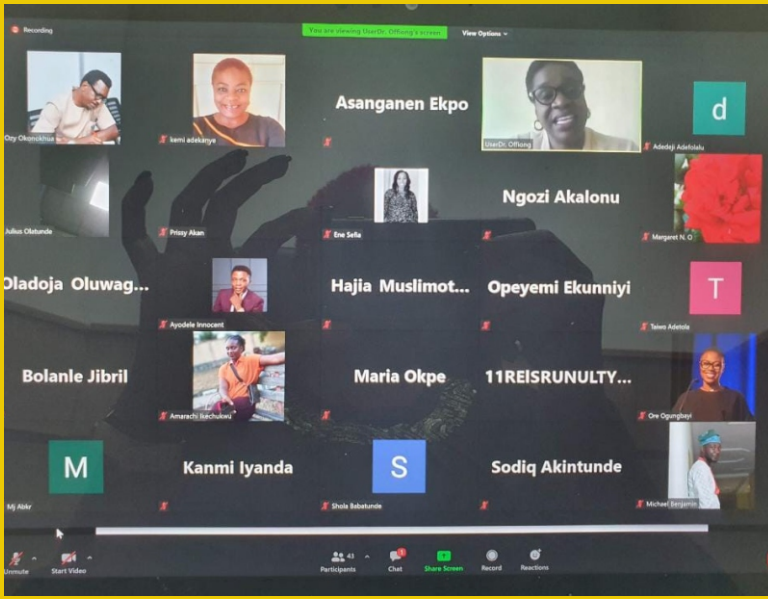 Recording
You are viewing UserDr. Offiong's screen
View Options
Ozy Okonokhua
kemi adekanye
Asanganen Ekpo
UserDr. Offiong
d
Adedeji Adefolalu
Julius Olatunde
Prissy Akan
Ene Sefia
Ngozi Akalonu
Margaret N. O
Oladoja Oluwag...
Ayodele Innocent
Hajia Muslimot...
Opeyemi Ekunniyi
T
Taiwo Adetola
Bolanle Jibril
Amarachi Ikechukwu
Maria Okpe
11REISRUNULTY...
Ore Ogungbayi
M
Mj Abkr
Kanmi Iyanda
S
Shola Babatunde
Sodiq Akintunde
Michael Benjamin
Unmute
Start Video
43
Participants
1
Chat
Share Screen
Record
Reactions